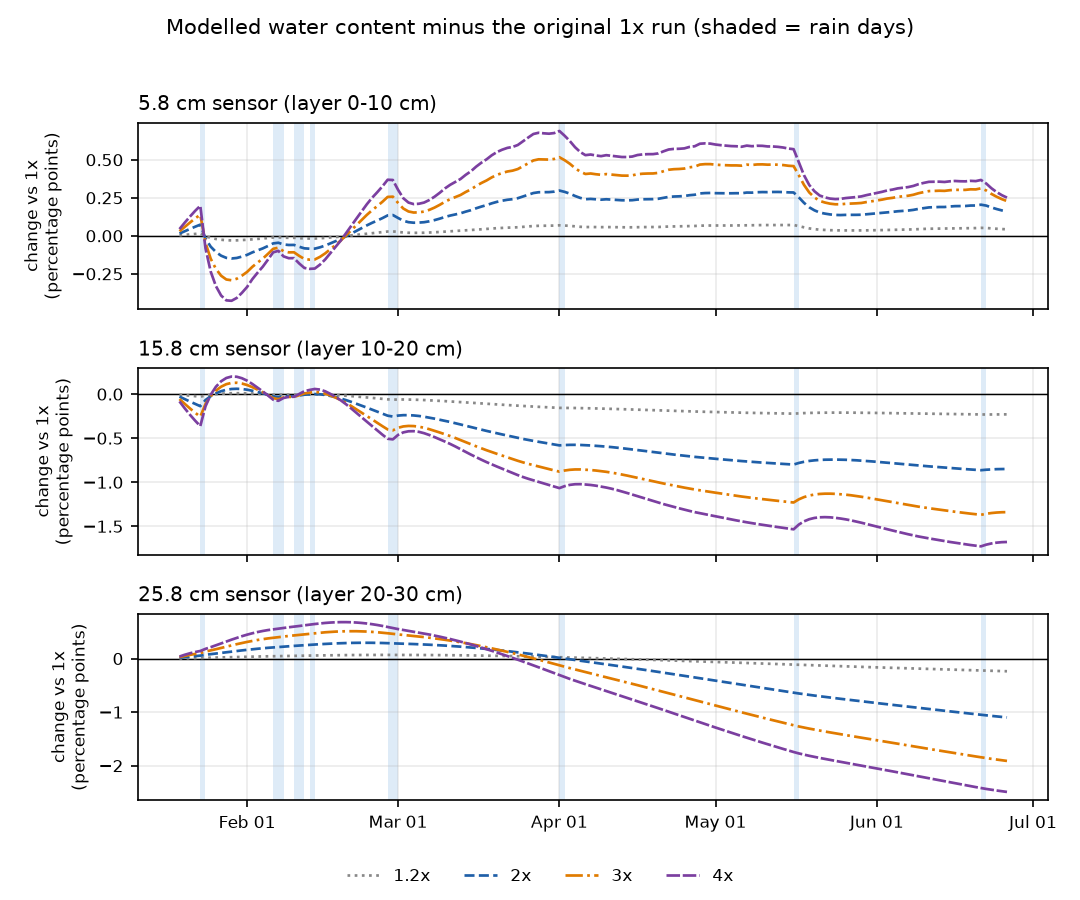 Modelled water content minus the original 1x run (shaded = rain days)
5.8 cm sensor (layer 0-10 cm)
change vs 1x
(percentage points)
0.50
0.25
0.00
−0.25
15.8 cm sensor (layer 10-20 cm)
change vs 1x
(percentage points)
0.0
−0.5
−1.0
−1.5
25.8 cm sensor (layer 20-30 cm)
change vs 1x
(percentage points)
0
−1
−2
Feb 01 Mar 01 Apr 01 May 01 Jun 01 Jul 01
1.2x 2x 3x 4x